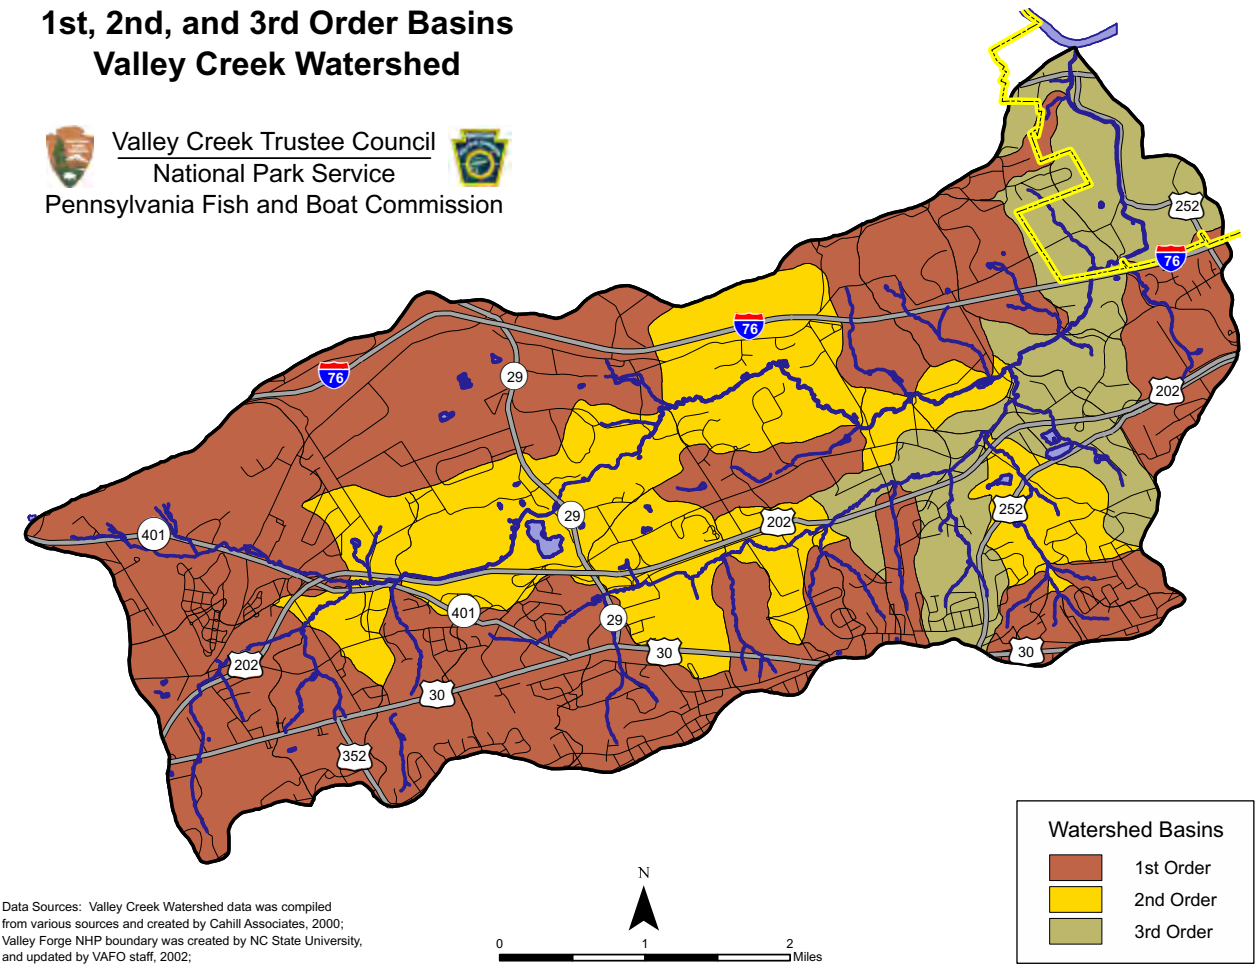 1st, 2nd, and 3rd Order Basins
Valley Creek Watershed
Valley Creek Trustee Council
National Park Service
Pennsylvania Fish and Boat Commission
252
76
76
76
29
202
401
29
202
252
401
29
30
30
202
30
352
Watershed Basins
1st Order
2nd Order
3rd Order
N
0 1 2
Miles
Data Sources: Valley Creek Watershed data was compiled
from various sources and created by Cahill Associates, 2000;
Valley Forge NHP boundary was created by NC State University,
and updated by VAFO staff, 2002;